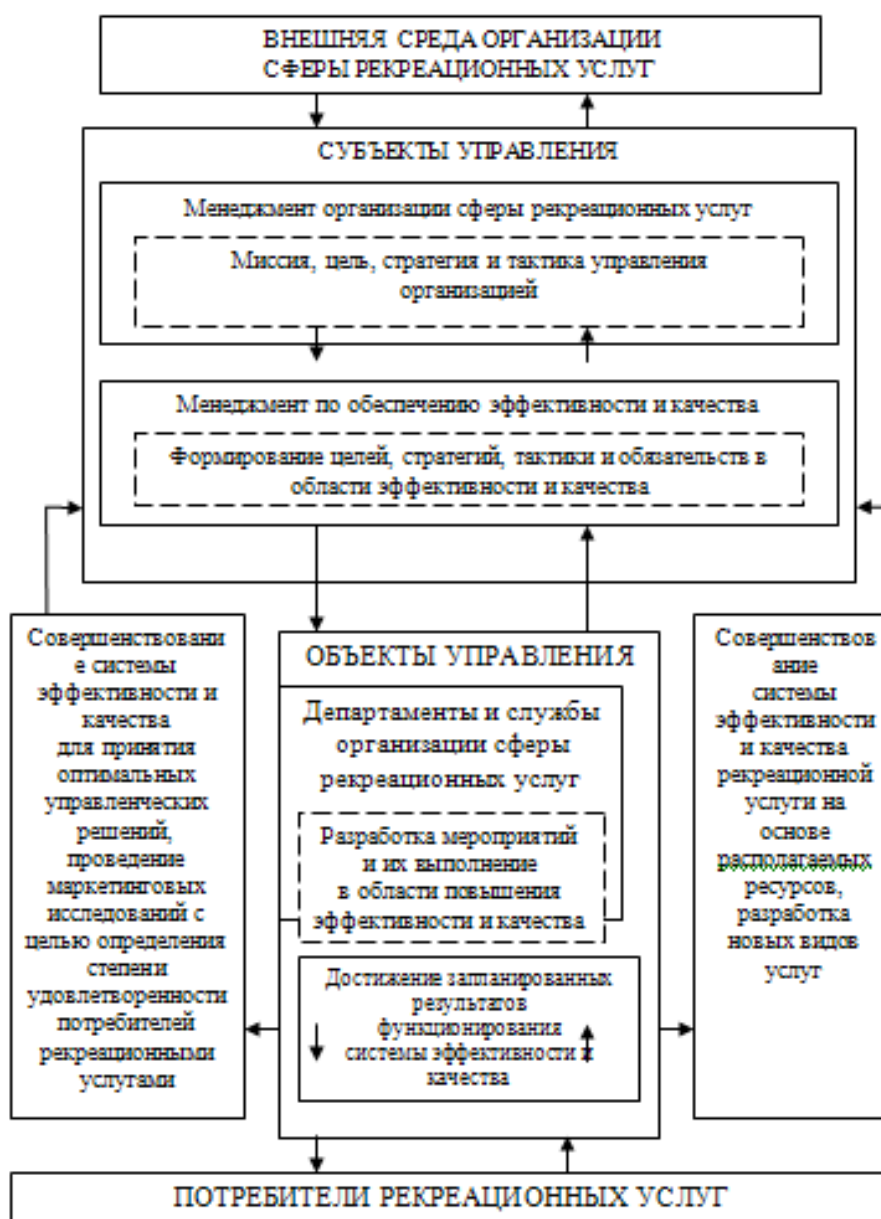 ВНЕШНЯЯ СРЕДА ОРГАНИЗАЦИИ
СФЕРЫ РЕКРЕАЦИОННЫХ УСЛУГ
СУБЪЕКТЫ УПРАВЛЕНИЯ
Менеджмент организации сферы рекреационных услуг
Миссия, цель, стратегия и тактика управления
организацией
Менеджмент по обеспечению эффективности и качества
Формирование целей, стратегий, тактики и обязательств в
области эффективности и качества
Совершенствовани
е системы
эффективности и
качества
для принятия
оптимальных
управленческих
решений,
проведение
маркетинговых
исследований с
целью определения
степени
удовлетворенности
потребителей
рекреационными
услугами
ОБЪЕКТЫ УПРАВЛЕНИЯ
Департаменты и службы
организации сферы
рекреационных услуг
Разработка мероприятий
и их выполнение
в области повышения
эффективности и качества
Достижение запланированных
результатов
функционирования
системы эффективности и
качества
Совершенствов
ание
системы
эффективности
и качества
рекреационной
услуги на
основе
располагаемых
ресурсов,
разработка
новых видов
услуг
ПОТРЕБИТЕЛИ РЕКРЕАЦИОННЫХ УСЛУГ